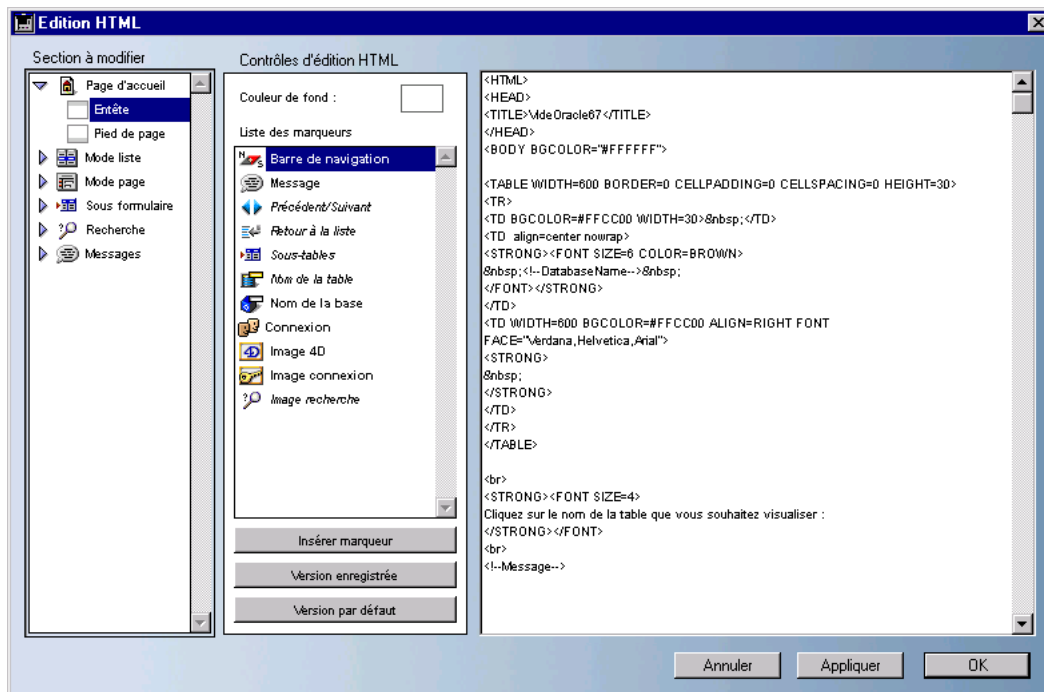 Edition HTML
Section à modifier
Page d'accueil
Entête
Pied de page
Mode liste
Mode page
Sous formulaire
Recherche
Messages
Contrôles d'édition HTML
Couleur de fond :
Liste des marqueurs
Barre de navigation
Message
Précédent/Suivant
Retour à la liste
Sous-tables
Nom de la table
Nom de la base
Connexion
Image 4D
Image connexion
Image recherche
Insérer marqueur
Version enregistrée
Version par défaut
<HTML>
<HEAD>
<TITLE>VideOracle67</TITLE>
</HEAD>
<BODY BGCOLOR="#FFFFFF">
<TABLE WIDTH=600 BORDER=0 CELLPADDING=0 CELLSPACING=0 HEIGHT=30>
<TR>
<TD BGCOLOR=#FFCC00 WIDTH=30>&nbsp;</TD>
<TD  align=center nowrap>
<STRONG><FONT SIZE=6 COLOR=BROWN>
&nbsp;<!--DatabaseName-->&nbsp;
</FONT></STRONG>
</TD>
<TD WIDTH=600 BGCOLOR=#FFCC00 ALIGN=RIGHT FONT
FACE="Verdana,Helvetica,Arial">
<STRONG>
&nbsp;
</STRONG>
</TD>
</TR>
</TABLE>
<br>
<STRONG><FONT SIZE=4>
Cliquez sur le nom de la table que vous souhaitez visualiser :
</STRONG></FONT>
<br>
<!--Message-->
Annuler
Appliquer
OK